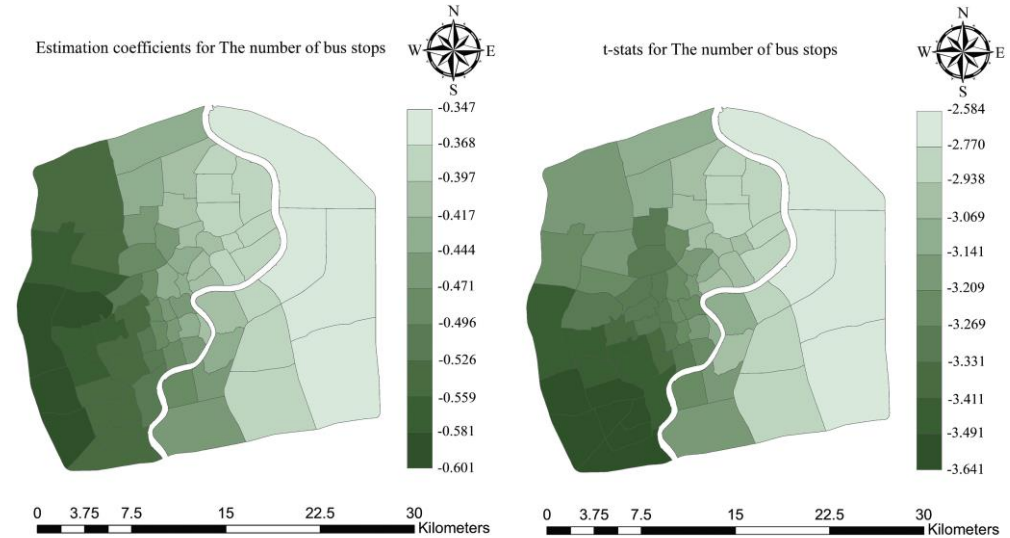 Estimation coefficients for The number of bus stops
N
W E
S
-0.347
-0.368
-0.397
-0.417
-0.444
-0.471
-0.496
-0.526
-0.559
-0.581
-0.601
0 3.75 7.5 15 22.5 30
Kilometers
t-stats for The number of bus stops
N
W E
S
-2.584
-2.770
-2.938
-3.069
-3.141
-3.209
-3.269
-3.331
-3.411
-3.491
-3.641
0 3.75 7.5 15 22.5 30
Kilometers